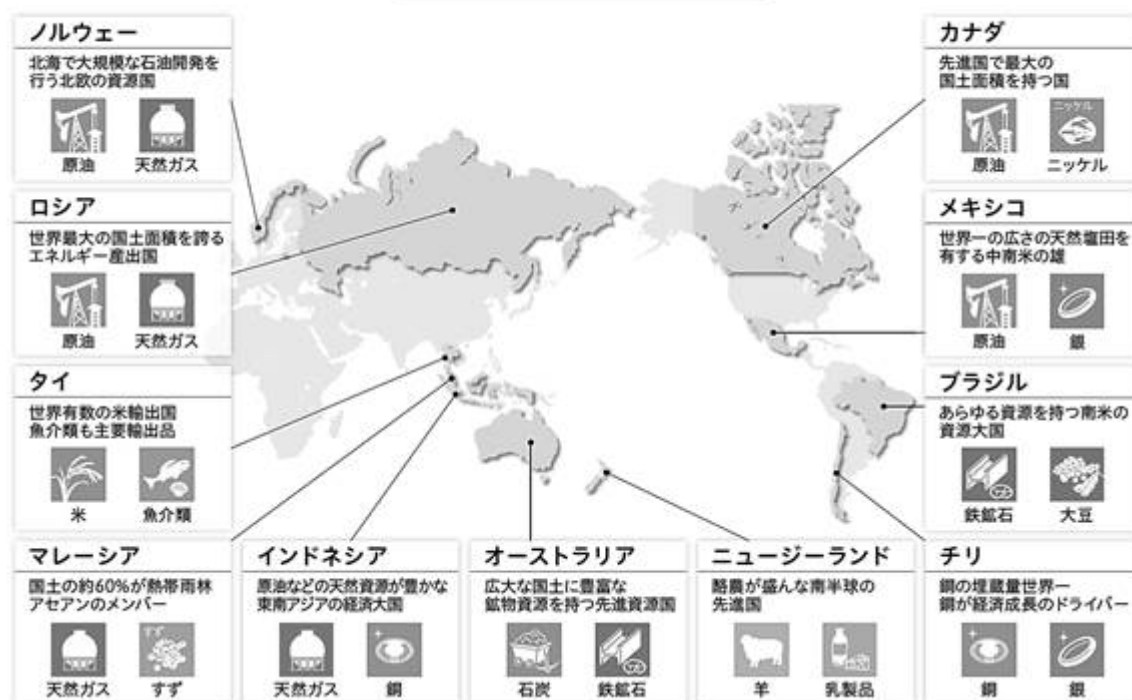 ノルウェー
北海で大規模な石油開発を
行う北欧の資源国
原油 天然ガス
ロシア
世界最大の国土面積を誇る
エネルギー産出国
原油 天然ガス
タイ
世界有数の米輸出国
魚介類も主要輸出品
米 魚介類
マレーシア
国土の約60%が熱帯雨林
アセアンのメンバー
すず
天然ガス すず
インドネシア
原油などの天然資源が豊かな
東南アジアの経済大国
天然ガス 銅
オーストラリア
広大な国土に豊富な
鉱物資源を持つ先進資源国
石炭 鉄鉱石
ニュージーランド
酪農が盛んな南半球の
先進国
羊 乳製品
カナダ
先進国で最大の
国土面積を持つ国
ニッケル
原油 ニッケル
メキシコ
世界一の広さの天然塩田を
有する中南米の雄
原油 銀
ブラジル
あらゆる資源を持つ南米の
資源大国
鉄鉱石 大豆
チリ
銅の埋蔵量世界一
銅が経済成長のドライバー
銅 銀